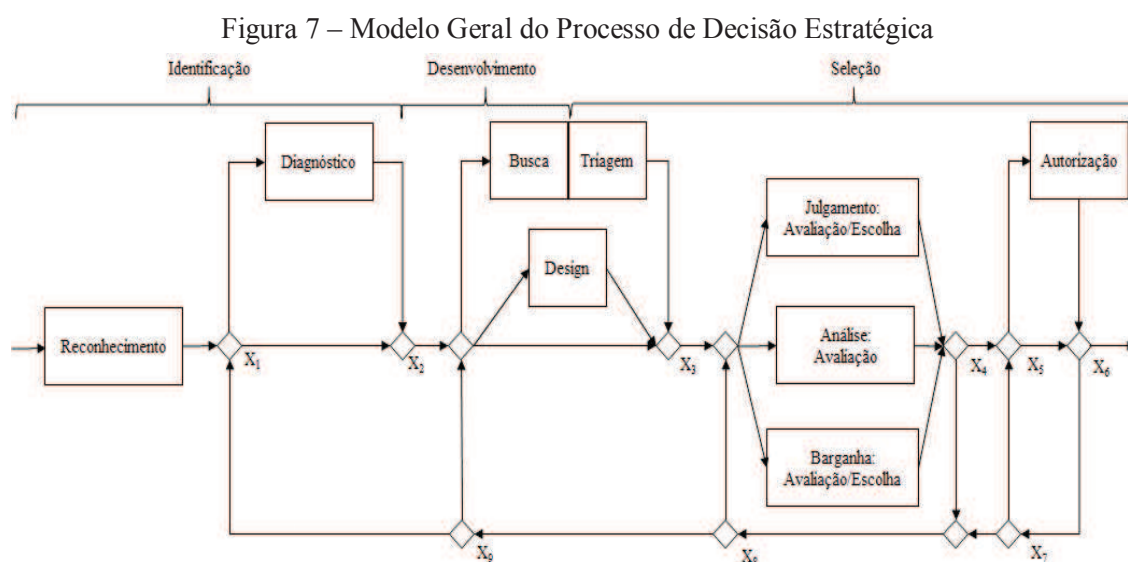 Figura 7 – Modelo Geral do Processo de Decisão Estratégica
Identificação
Desenvolvimento
Seleção
Diagnóstico
Busca
Triagem
Autorização
Julgamento:
Avaliação/Escolha
Design
Reconhecimento
Análise:
Avaliação
X1
X2
X3
X4
X5
X6
Barganha:
Avaliação/Escolha
X9
X7